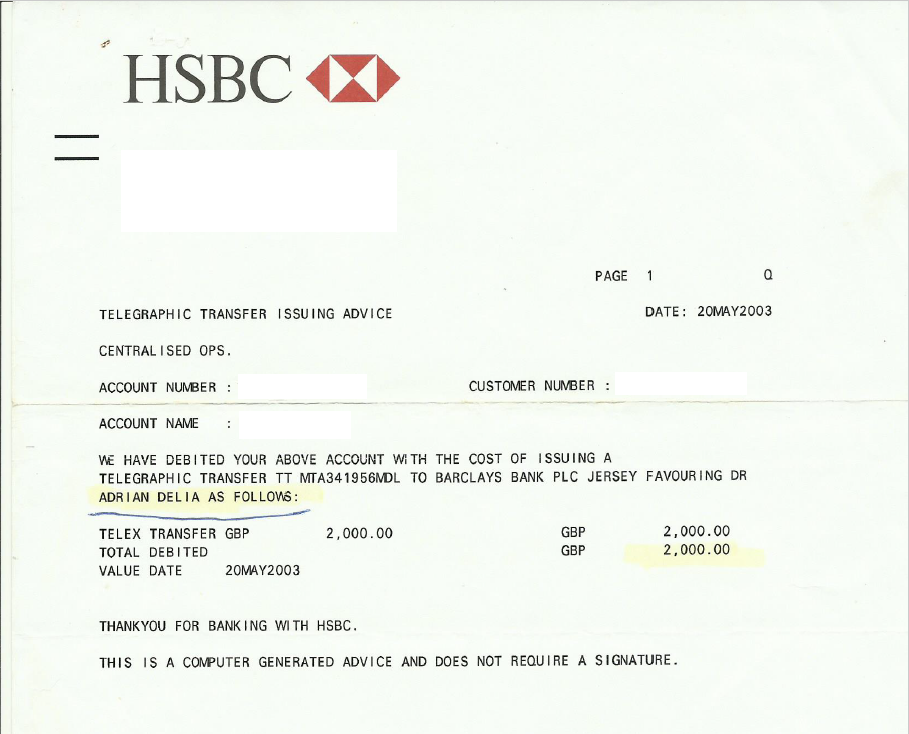 HSBC
PAGE 1 Q
TELEGRAPHIC TRANSFER ISSUING ADVICE DATE: 20MAY2003
CENTRALISED OPS.
ACCOUNT NUMBER : CUSTOMER NUMBER :
ACCOUNT NAME :
WE HAVE DEBITED YOUR ABOVE ACCOUNT WITH THE COST OF ISSUING A
TELEGRAPHIC TRANSFER TT MTA341956MDL TO BARCLAYS BANK PLC JERSEY FAVOURING DR
ADRIAN DELIA AS FOLLOWS:
TELEX TRANSFER GBP 2,000.00 GBP 2,000.00
TOTAL DEBITED GBP 2,000.00
VALUE DATE 20MAY2003
THANKYOU FOR BANKING WITH HSBC.
THIS IS A COMPUTER GENERATED ADVICE AND DOES NOT REQUIRE A SIGNATURE.